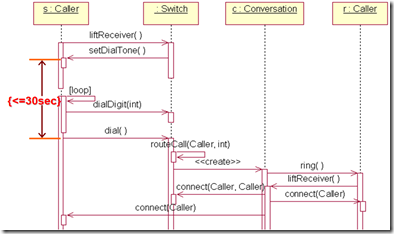 s : Caller
: Switch
c : Conversation
r : Caller
liftReceiver( )
setDialTone( )
{<=30sec}
[loop]
dialDigit(int)
dial( )
routeCall(Caller, int)
<<create>>
ring( )
liftReceiver( )
connect(Caller, Caller)
connect(Caller)
connect(Caller)